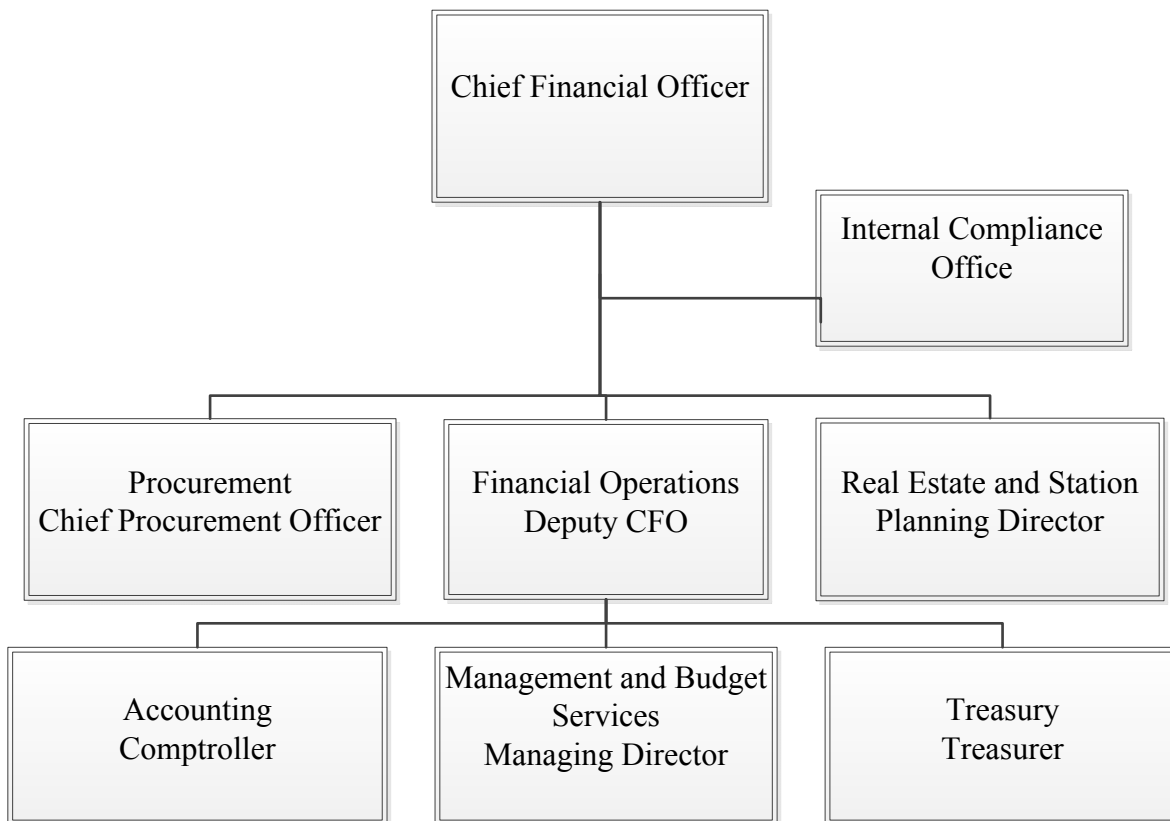 Chief Financial Officer
Internal Compliance
Office
Procurement
Chief Procurement Officer
Financial Operations
Deputy CFO
Real Estate and Station
Planning Director
Accounting
Comptroller
Management and Budget
Services
Managing Director
Treasury
Treasurer